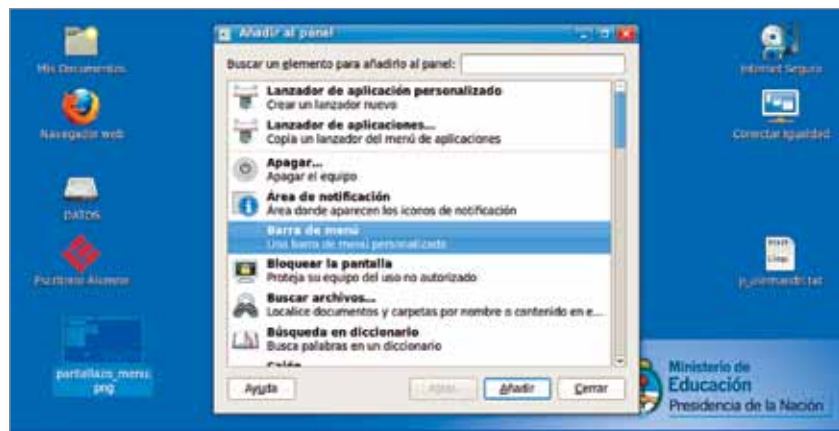 Añadir al panel
Mis Documentos
Internet Segura
Buscar un elemento para añadirlo al panel:
Lanzador de aplicación personalizado
Crear un lanzador nuevo
Navegador web
Conectar Igualdad
Lanzador de aplicaciones...
Copia un lanzador del menú de aplicaciones
Apagar...
Apagar el equipo
Área de notificación
Área donde aparecen los iconos de notificación
DATOS
Barra de menú
Una barra de menú personalizada
Bloquear la pantalla
Proteja su equipo del uso no autorizado
Escritorio Alumno
Buscar archivos...
Localice documentos y carpetas por nombre o contenido en e...
Búsqueda en diccionario
Busca palabras en un diccionario
pantallazo_menu.
png
Ayuda
Añadir
Cerrar
Ministerio de
Educación
Presidencia de la Nación